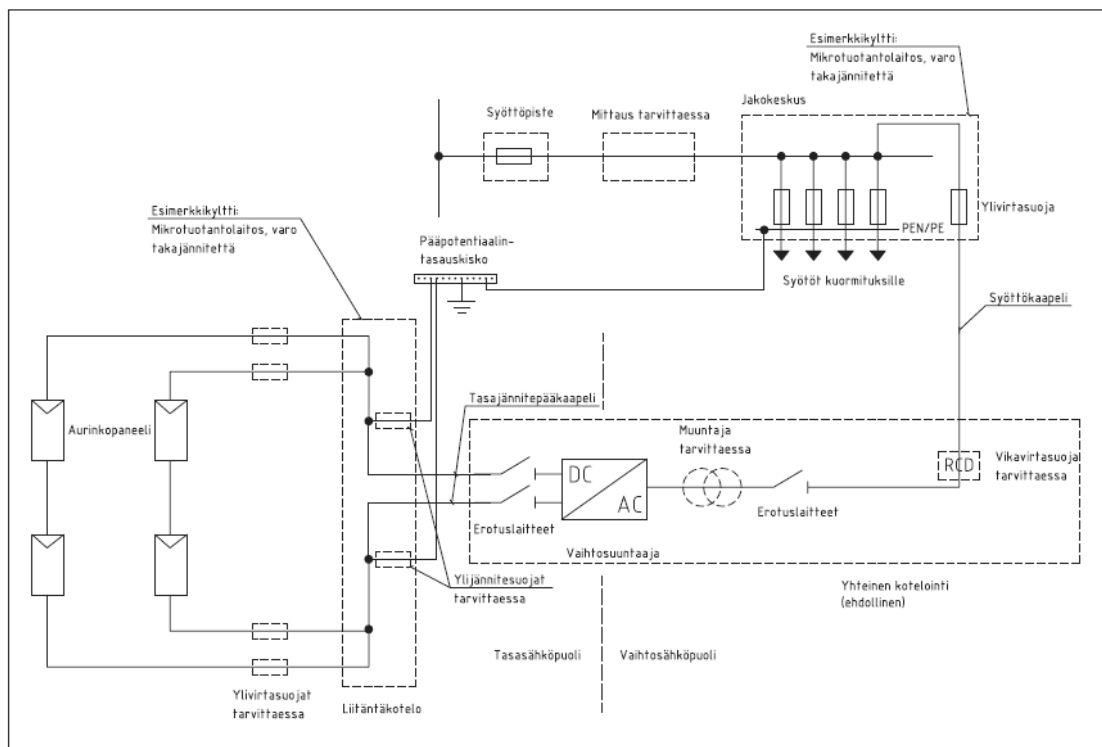 Esimerkkikyltti:
Mikrotuotantolaitos, varo
takajännitettä
Jakokeskus
Syöttöpiste
Mittaus tarvittaessa
Ylivirtasuoja
PEN/PE
Syötöt kuormituksille
Esimerkkikyltti:
Mikrotuotantolaitos, varo
takajännitettä
Pääpotentiaalin-
tasauskisko
Syöttökaapeli
Tasajännitepääkaapeli
Aurinkopaneeli
Muuntaja
tarvittaessa
RCD
Vikavirtasuoja
tarvittaessa
DC
AC
Erotuslaitteet
Erotuslaitteet
Vaihtosuuntaaja
Ylijännitesuojat
tarvittaessa
Yhteinen kotelointi
(ehdollinen)
Tasasähköpuoli
Vaihtosähköpuoli
Ylivirtasuojat
tarvittaessa
Liitäntäkotelo